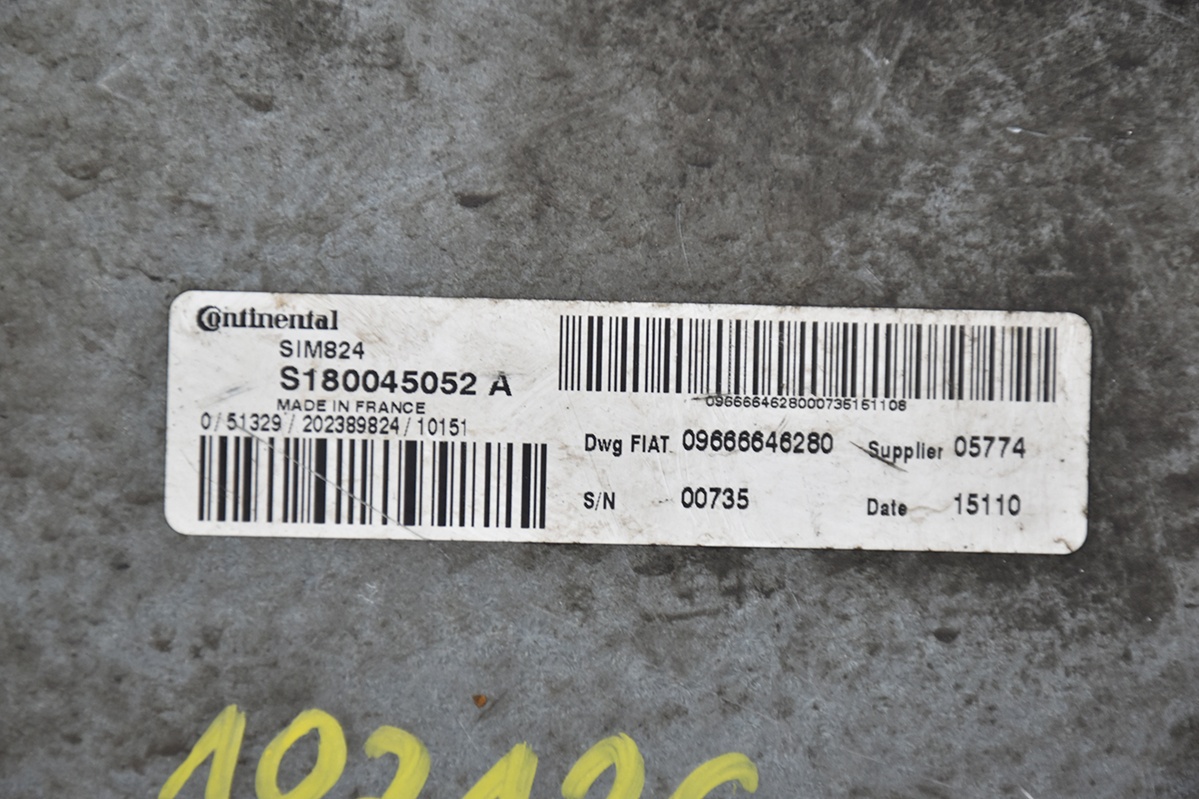 Continental
SIM824
S180045052 A
MADE IN FRANCE
0/51329/202389824/10151
0966664628000735151108
Dwg FIAT 09666646280 Supplier 05774
S/N 00735 Date 15110